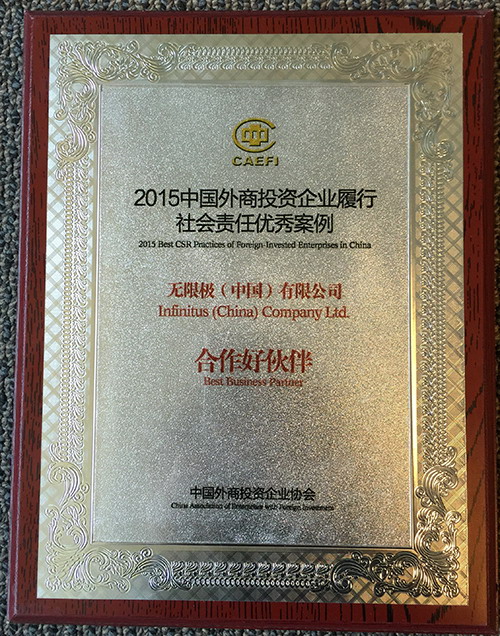 CAEFI
2015中国外商投资企业履行
社会责任优秀案例
2015 Best CSR Practices of Foreign-Invested Enterprises in China
无限极（中国）有限公司
Infinitus (China) Company Ltd.
合作好伙伴
Best Business Partner
中国外商投资企业协会
China Association of Enterprises with Foreign Investment